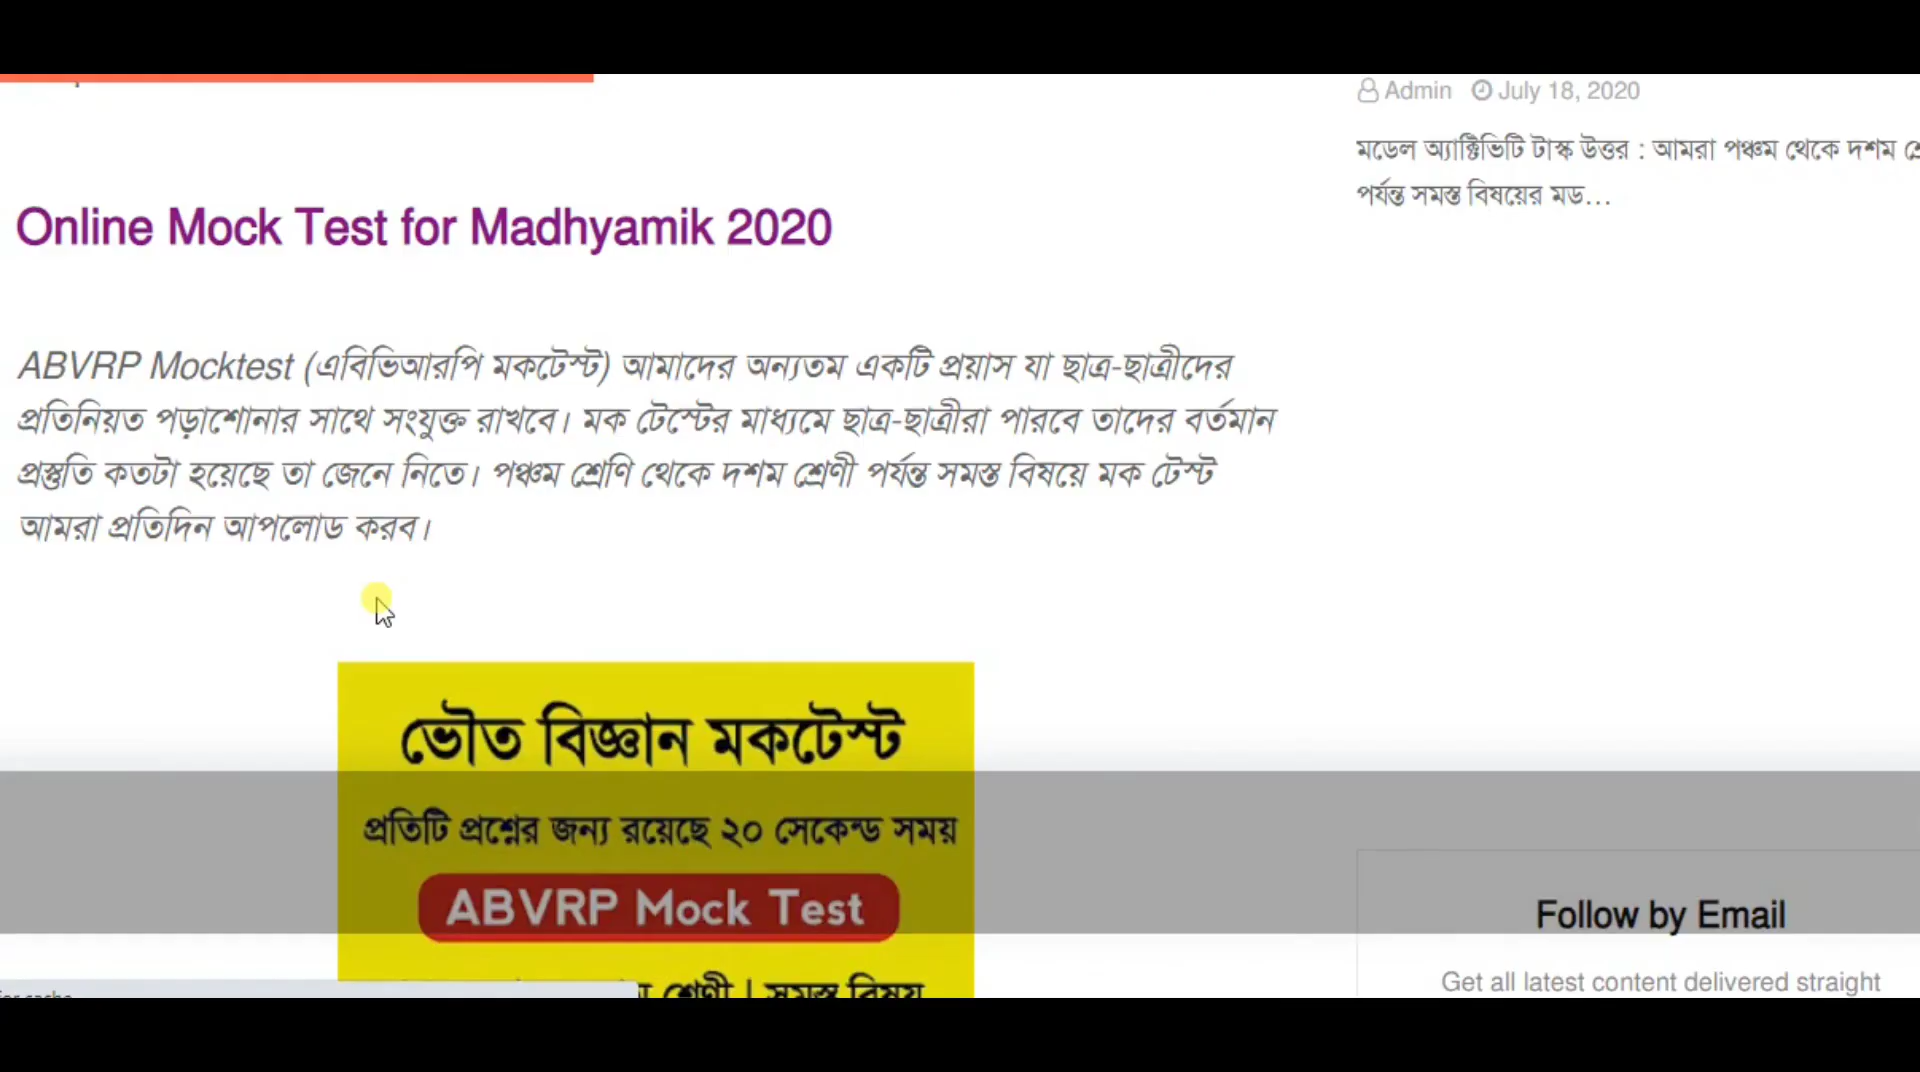 Admin July 18, 2020
মডেল অ্যাক্টিভিটি টাস্ক উত্তর : আমরা পঞ্চম থেকে দশম
পর্যন্ত সমস্ত বিষয়ের মড...
Online Mock Test for Madhyamik 2020
ABVRP Mocktest (এবিভিআরপি মকটেস্ট) আমাদের অন্যতম একটি প্রয়াস যা ছাত্র-ছাত্রীদের
প্রতিনিয়ত পড়াশোনার সাথে সংযুক্ত রাখবে। মক টেস্টের মাধ্যমে ছাত্র-ছাত্রীরা পারবে তাদের বর্তমান
প্রস্তুতি কতটা হয়েছে তা জেনে নিতে। পঞ্চম শ্রেণি থেকে দশম শ্রেণী পর্যন্ত সমস্ত বিষয়ে মক টেস্ট
আমরা প্রতিদিন আপলোড করব।
ভৌত বিজ্ঞান মকটেস্ট
প্রতিটি প্রশ্নের জন্য রয়েছে ২০ সেকেন্ড সময়
ABVRP Mock Test
শ্রেণী | সমস্ত বিষয়
Follow by Email
Get all latest content delivered straight